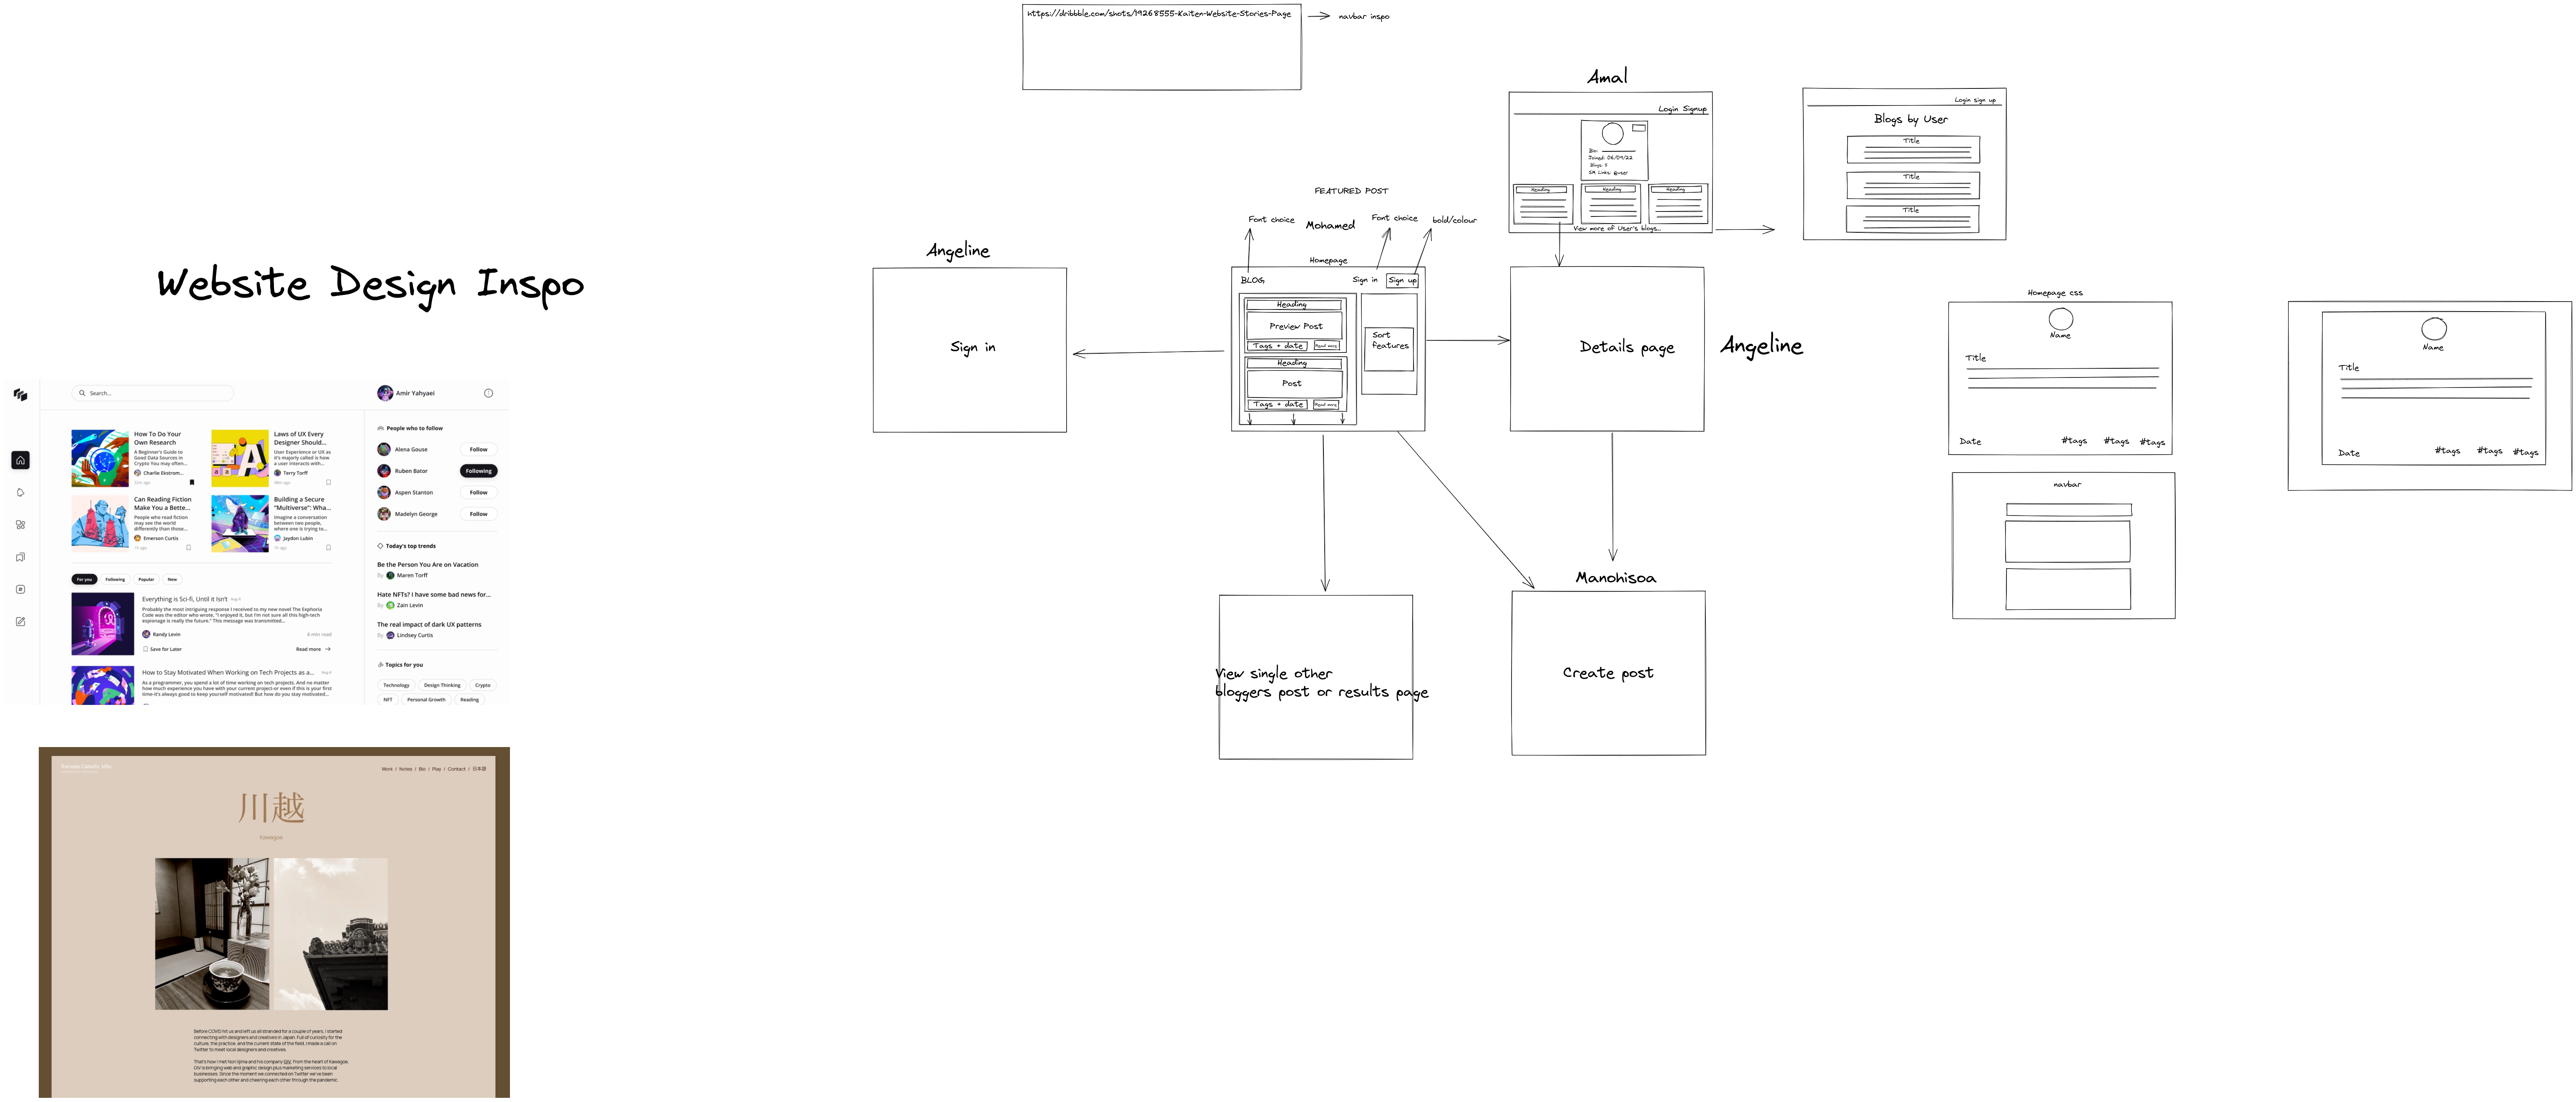 https://dribbble.com/shots/19268555-Kaiten-Website-Stories-Page
navbar inspo
Amal
Login Signup
Bio:
Joined: 06/09/22
Blogs: 5
SM Links: @user
Heading
Heading
Heading
View more of User's blogs...
Login sign up
Blogs by User
Title
Title
Title
FEATURED POST
Font choice
Mohamed
Font choice
bold/colour
Website Design Inspo
Angeline
Sign in
Homepage
BLOG
Sign in
Sign up
Heading
Preview Post
Tags + date
Read more
Heading
Post
Tags + date
Read more
Sort
features
Details page
Angeline
Homepage css
Name
Title
Date
#tags
#tags
#tags
Name
Title
Date
#tags
#tags
#tags
navbar
View single other
bloggers post or results page
Manohisoa
Create post
Search...
Amir Yahyaei
How To Do Your
Own Research
A Beginner's Guide to
Good Data Sources in
Crypto You may often...
Charlie Ekstrom...
Laws of UX Every
Designer Should...
User Experience or UX as
it's majorly called is how
a user interacts with...
Terry Torff
Can Reading Fiction
Make You a Bette...
People who read fiction
may see the world
differently than those...
Emerson Curtis
1h ago
Building a Secure
"Multiverse": Wha...
Imagine a conversation
between two people,
where one is trying to...
Jaydon Lubin
1h ago
People who to follow
Alena Gouse
Follow
Ruben Bator
Following
Aspen Stanton
Follow
Madelyn George
Follow
Today's top trends
Be the Person You Are on Vacation
By Maren Torff
Hate NFTs? I have some bad news for...
By Zain Levin
The real impact of dark UX patterns
By Lindsey Curtis
Topics for you
Technology
Design Thinking
Crypto
NFT
Personal Growth
Reading
For you
Following
Popular
New
Everything is Sci-fi, Until it Isn't
Probably the most intriguing response I received to my new novel The Exphoria
Code was the editor who wrote, "I enjoyed it, but I'm not sure all this high-tech
espionage is really the future." This message was transmitted...
Randy Levin
6 min read
Save for Later
Read more
How to Stay Motivated When Working on Tech Projects as a...
As a programmer, you spend a lot of time working on tech projects. And no matter
how much experience you have with your current project-or even if this is your first
time-it's always good to keep yourself motivated! But how do you stay motivated...
Work / Notes / Bio / Play / Contact / 日本語
川越
Kawagoe
Before COVID hit us and left us all stranded for a couple of years, I started
connecting with designers and creatives in Japan. Full of curiosity for the
culture, the practice, and the current state of the field, I made a call on
Twitter to meet local designers and creatives.
That's how I met Nori Iijima and his company GIV. From the heart of Kawagoe,
GIV is bringing web and graphic design plus marketing services to local
businesses. Since the moment we connected on Twitter we've been
supporting each other and cheering each other through the pandemic.